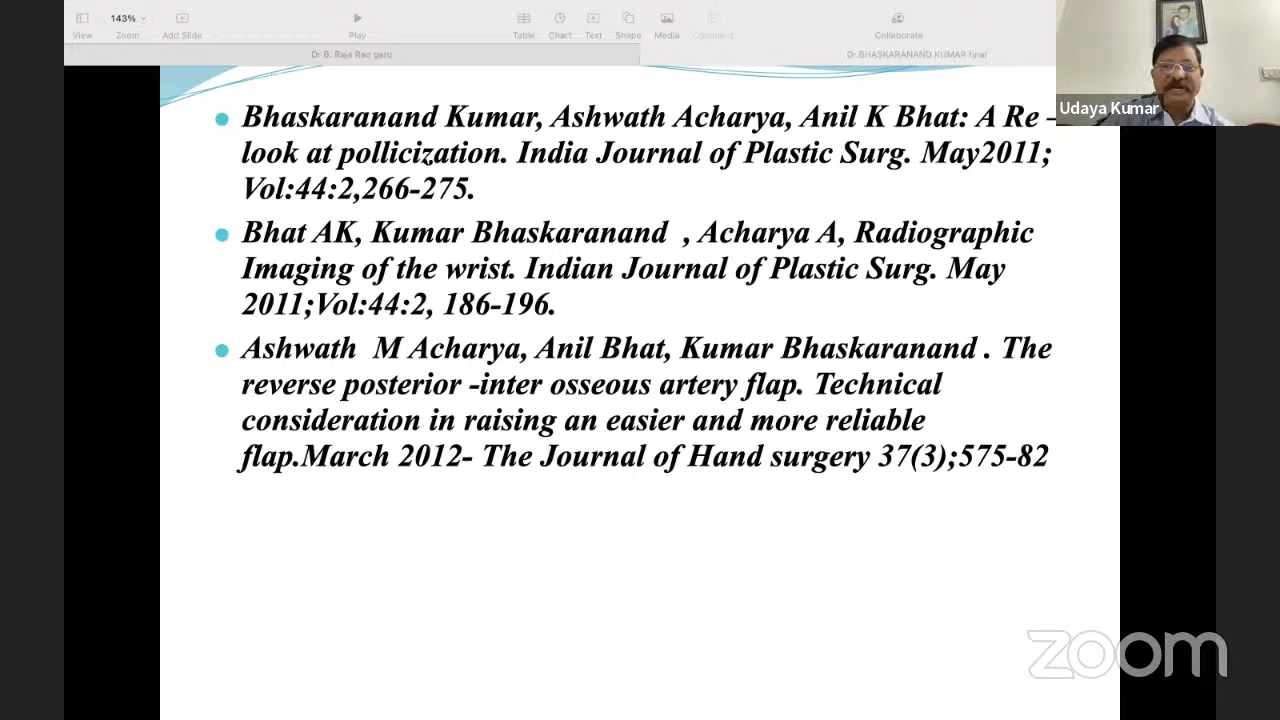 143%
View
Zoom
Add Slide
Play
Table
Chart
Text
Shape
Media
Comment
Collaborate
Dr B. Raja Rao garu
Dr.BHASKARANAND KUMAR final
Udaya Kumar
Bhaskaranand Kumar, Ashwath Acharya, Anil K Bhat: A Re –
look at pollicization. India Journal of Plastic Surg. May2011;
Vol:44:2,266-275.
Bhat AK, Kumar Bhaskaranand , Acharya A, Radiographic
Imaging of the wrist. Indian Journal of Plastic Surg. May
2011;Vol:44:2, 186-196.
Ashwath M Acharya, Anil Bhat, Kumar Bhaskaranand . The
reverse posterior -inter osseous artery flap. Technical
consideration in raising an easier and more reliable
flap.March 2012- The Journal of Hand surgery 37(3);575-82
zoom